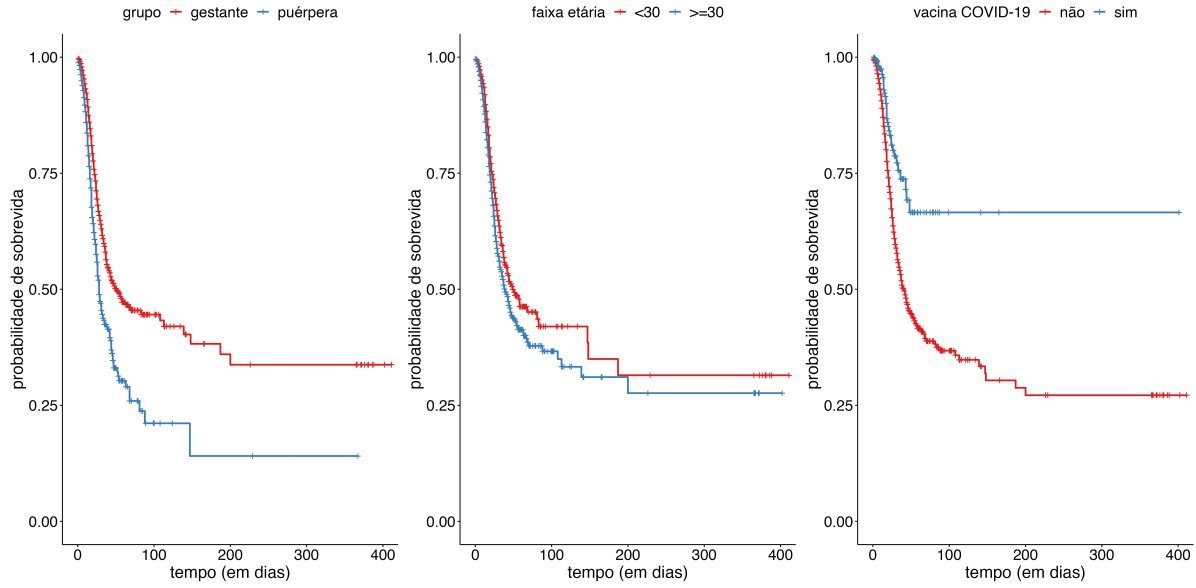 grupo gestante puérpera
probabilidade de sobrevida
1.00
0.75
0.50
0.25
0.00
0 100 200 300 400
tempo (em dias)
faixa etária <30 >=30
probabilidade de sobrevida
1.00
0.75
0.50
0.25
0.00
0 100 200 300 400
tempo (em dias)
vacina COVID-19 não sim
probabilidade de sobrevida
1.00
0.75
0.50
0.25
0.00
0 100 200 300 400
tempo (em dias)